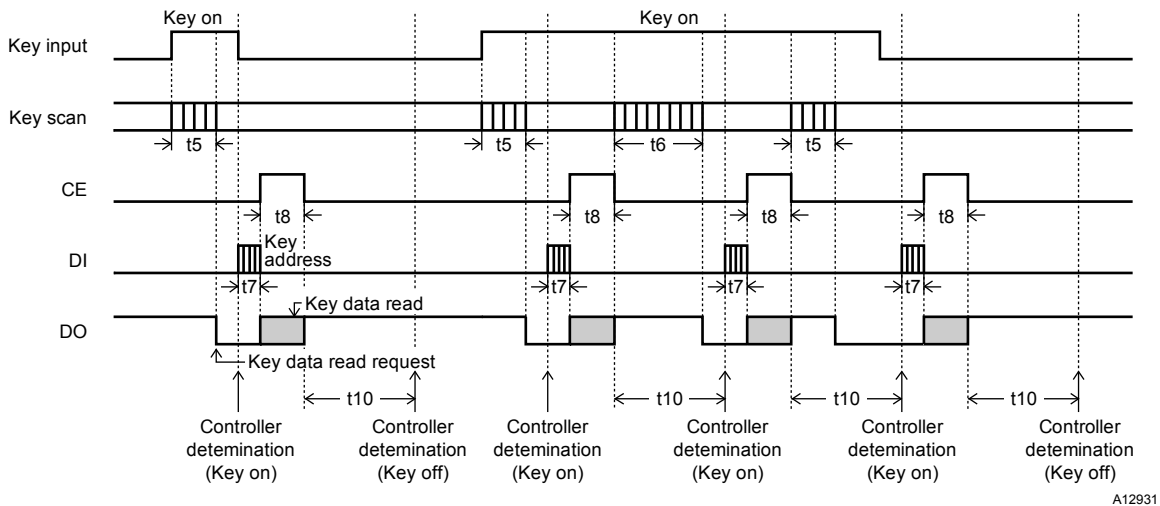 Key on
Key on
Key input
Key scan
t5
t5
t6
t5
CE
t8
t8
t8
t8
Key
address
DI
t7
t7
t7
t7
Key data read
DO
Key data read request
t10
t10
t10
t10
Controller
detemination
(Key on)
Controller
detemination
(Key off)
Controller
detemination
(Key on)
Controller
detemination
(Key on)
Controller
detemination
(Key on)
Controller
detemination
(Key off)
A12931